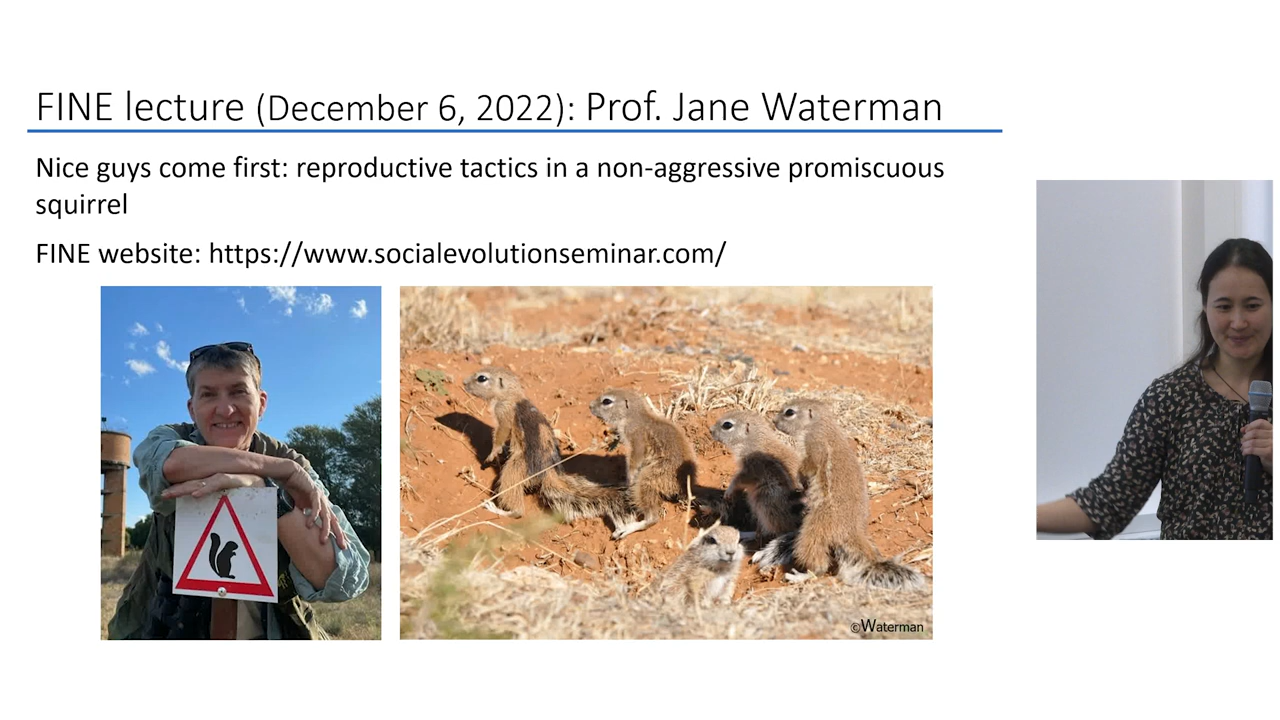 FINE lecture (December 6, 2022): Prof. Jane Waterman
Nice guys come first: reproductive tactics in a non-aggressive promiscuous
squirrel
FINE website: https://www.socialevolutionseminar.com/
©Waterman